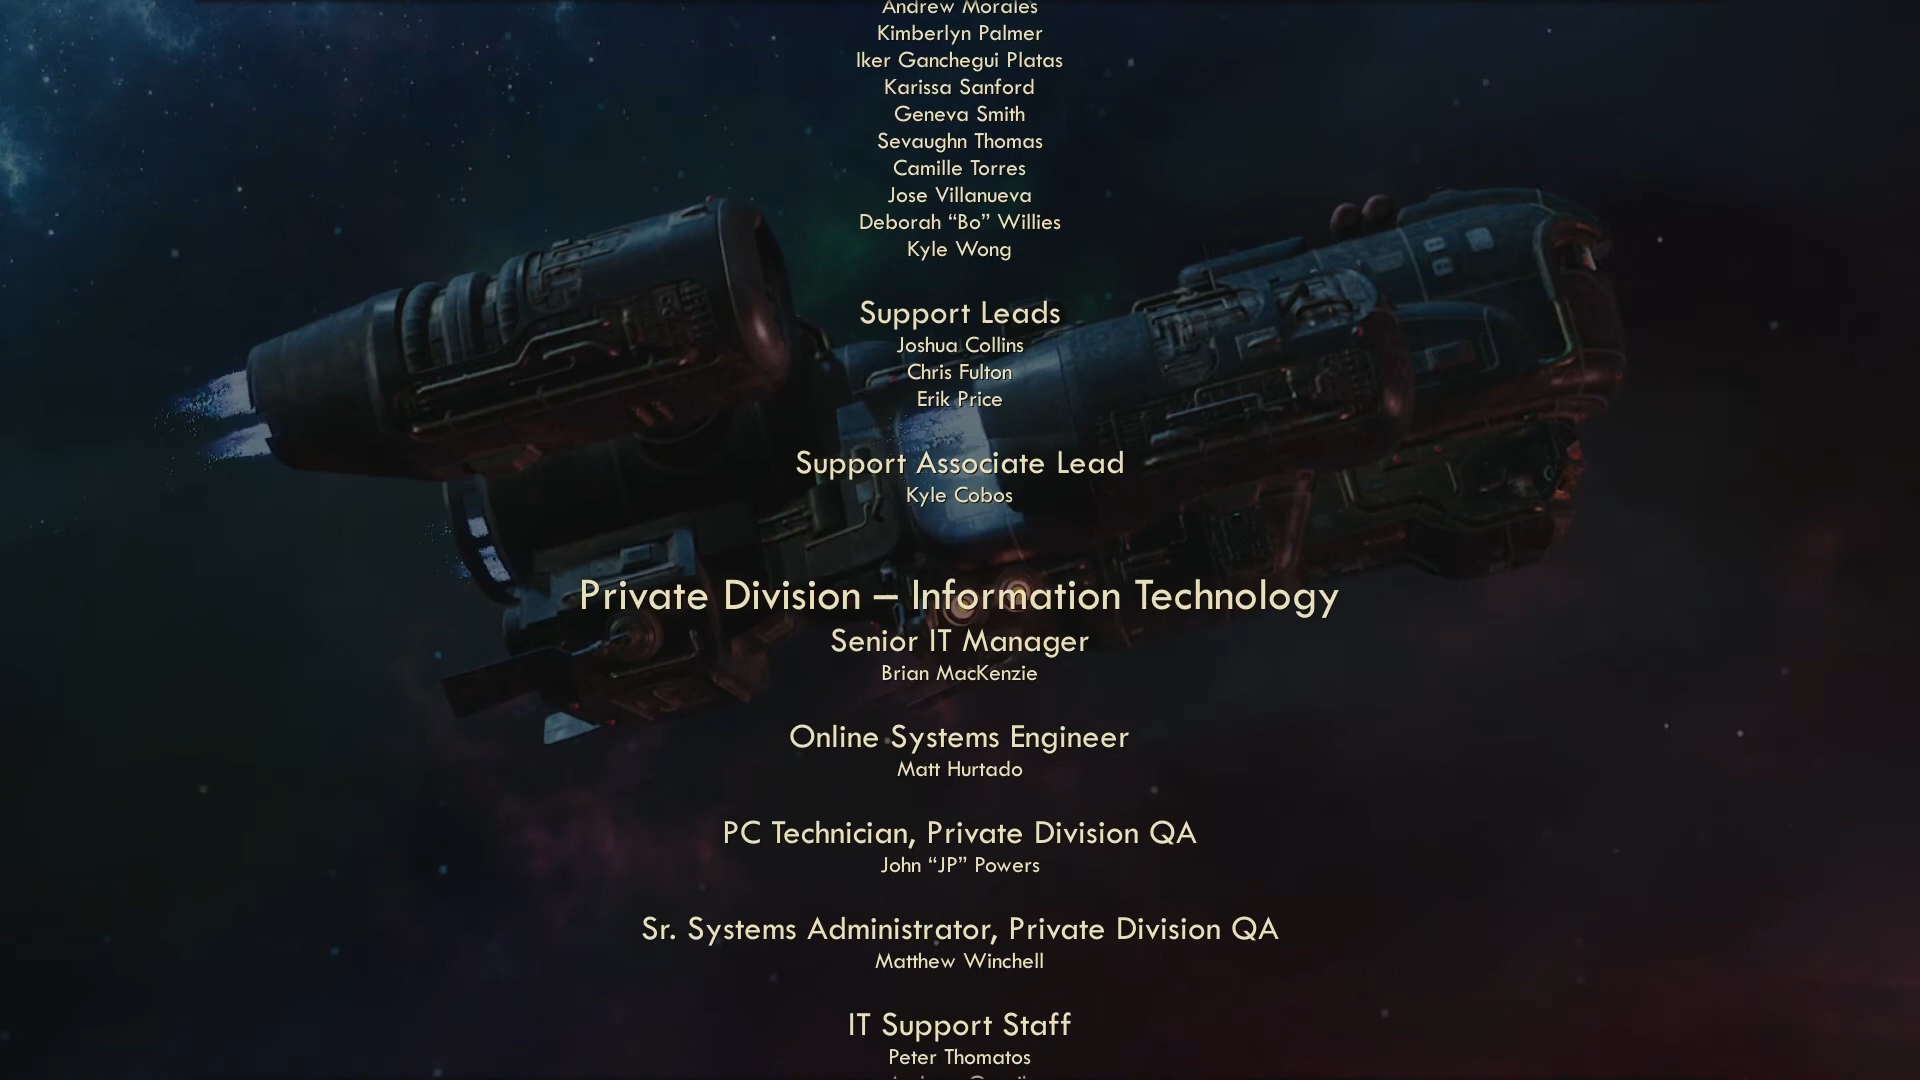 Andrew Morales
Kimberlyn Palmer
Iker Ganchegui Platas
Karissa Sanford
Geneva Smith
Sevaughn Thomas
Camille Torres
Jose Villanueva
Deborah “Bo” Willies
Kyle Wong
Support Leads
Joshua Collins
Chris Fulton
Erik Price
Support Associate Lead
Kyle Cobos
Private Division – Information Technology
Senior IT Manager
Brian MacKenzie
Online Systems Engineer
Matt Hurtado
PC Technician, Private Division QA
John “JP” Powers
Sr. Systems Administrator, Private Division QA
Matthew Winchell
IT Support Staff
Peter Thomatos